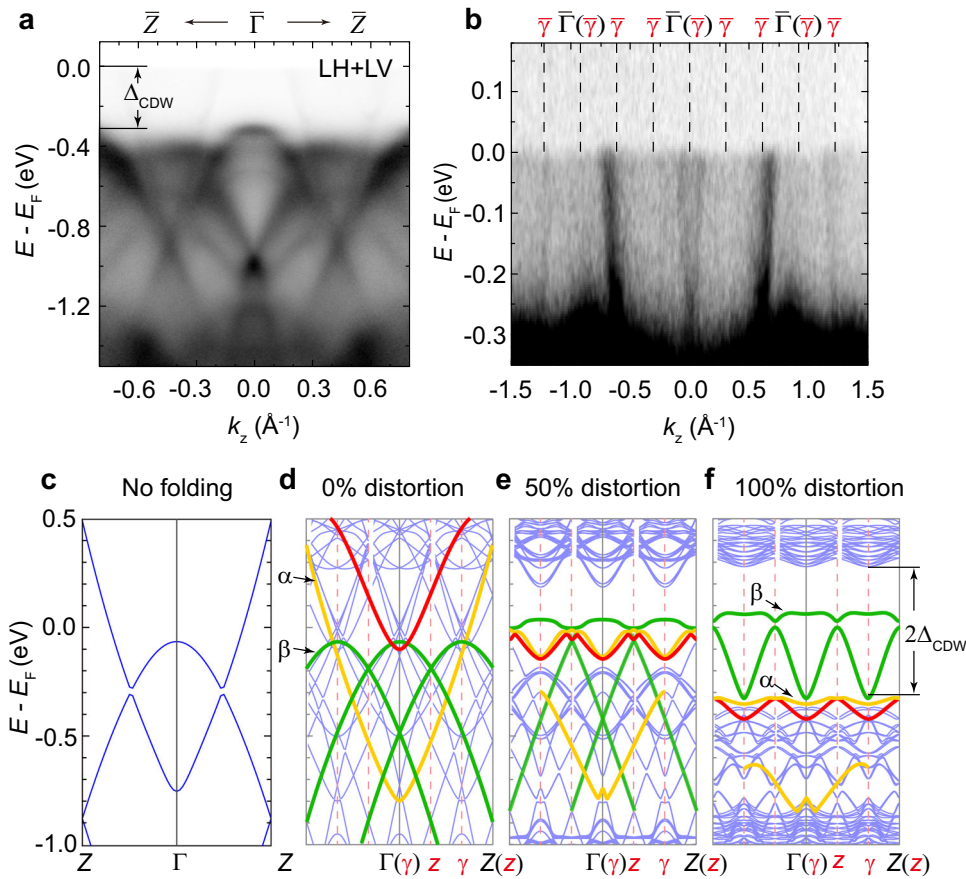 a
Z̅ ← Γ̅ → Z̅
LH+LV
Δ_CDW
0.0
-0.4
-0.8
-1.2
E - E_F (eV)
-0.6 -0.3 0.0 0.3 0.6
k_z (Å⁻¹)
b
γ̅ Γ̅(γ̅) γ̅ γ̅ Γ̅(γ̅) γ̅ γ̅ Γ̅(γ̅) γ̅
0.1
0.0
-0.1
-0.2
-0.3
E - E_F (eV)
-1.5 -1.0 -0.5 0.0 0.5 1.0 1.5
k_z (Å⁻¹)
c No folding
0.5
0.0
-0.5
-1.0
E - E_F (eV)
Z Γ Z
d 0% distortion
α
β
Γ(γ) z γ Z(z)
e 50% distortion
Γ(γ) z γ Z(z)
f 100% distortion
β
α
2Δ_CDW
Γ(γ) z γ Z(z)